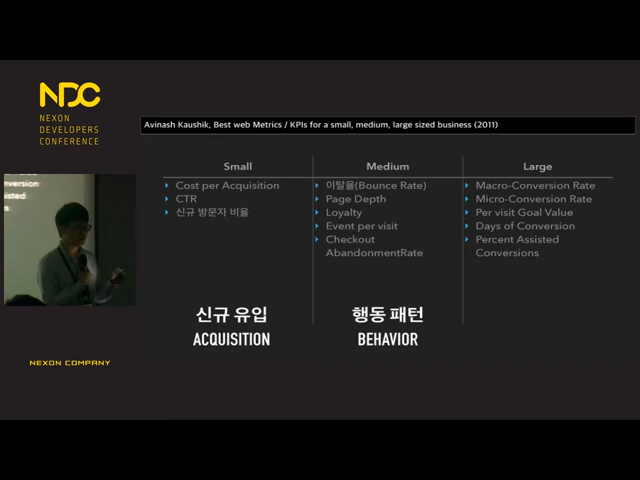 NDC
NEXON
DEVELOPERS
CONFERENCE
Avinash Kaushik, Best web Metrics / KPIs for a small, medium, large sized business (2011)
Small
Cost per Acquisition
CTR
신규 방문자 비율
신규 유입
ACQUISITION
Medium
이탈율(Bounce Rate)
Page Depth
Loyalty
Event per visit
Checkout
AbandonmentRate
행동 패턴
BEHAVIOR
Large
Macro-Conversion Rate
Micro-Conversion Rate
Per visit Goal Value
Days of Conversion
Percent Assisted
Conversions
nversion
isted
NEXON COMPANY